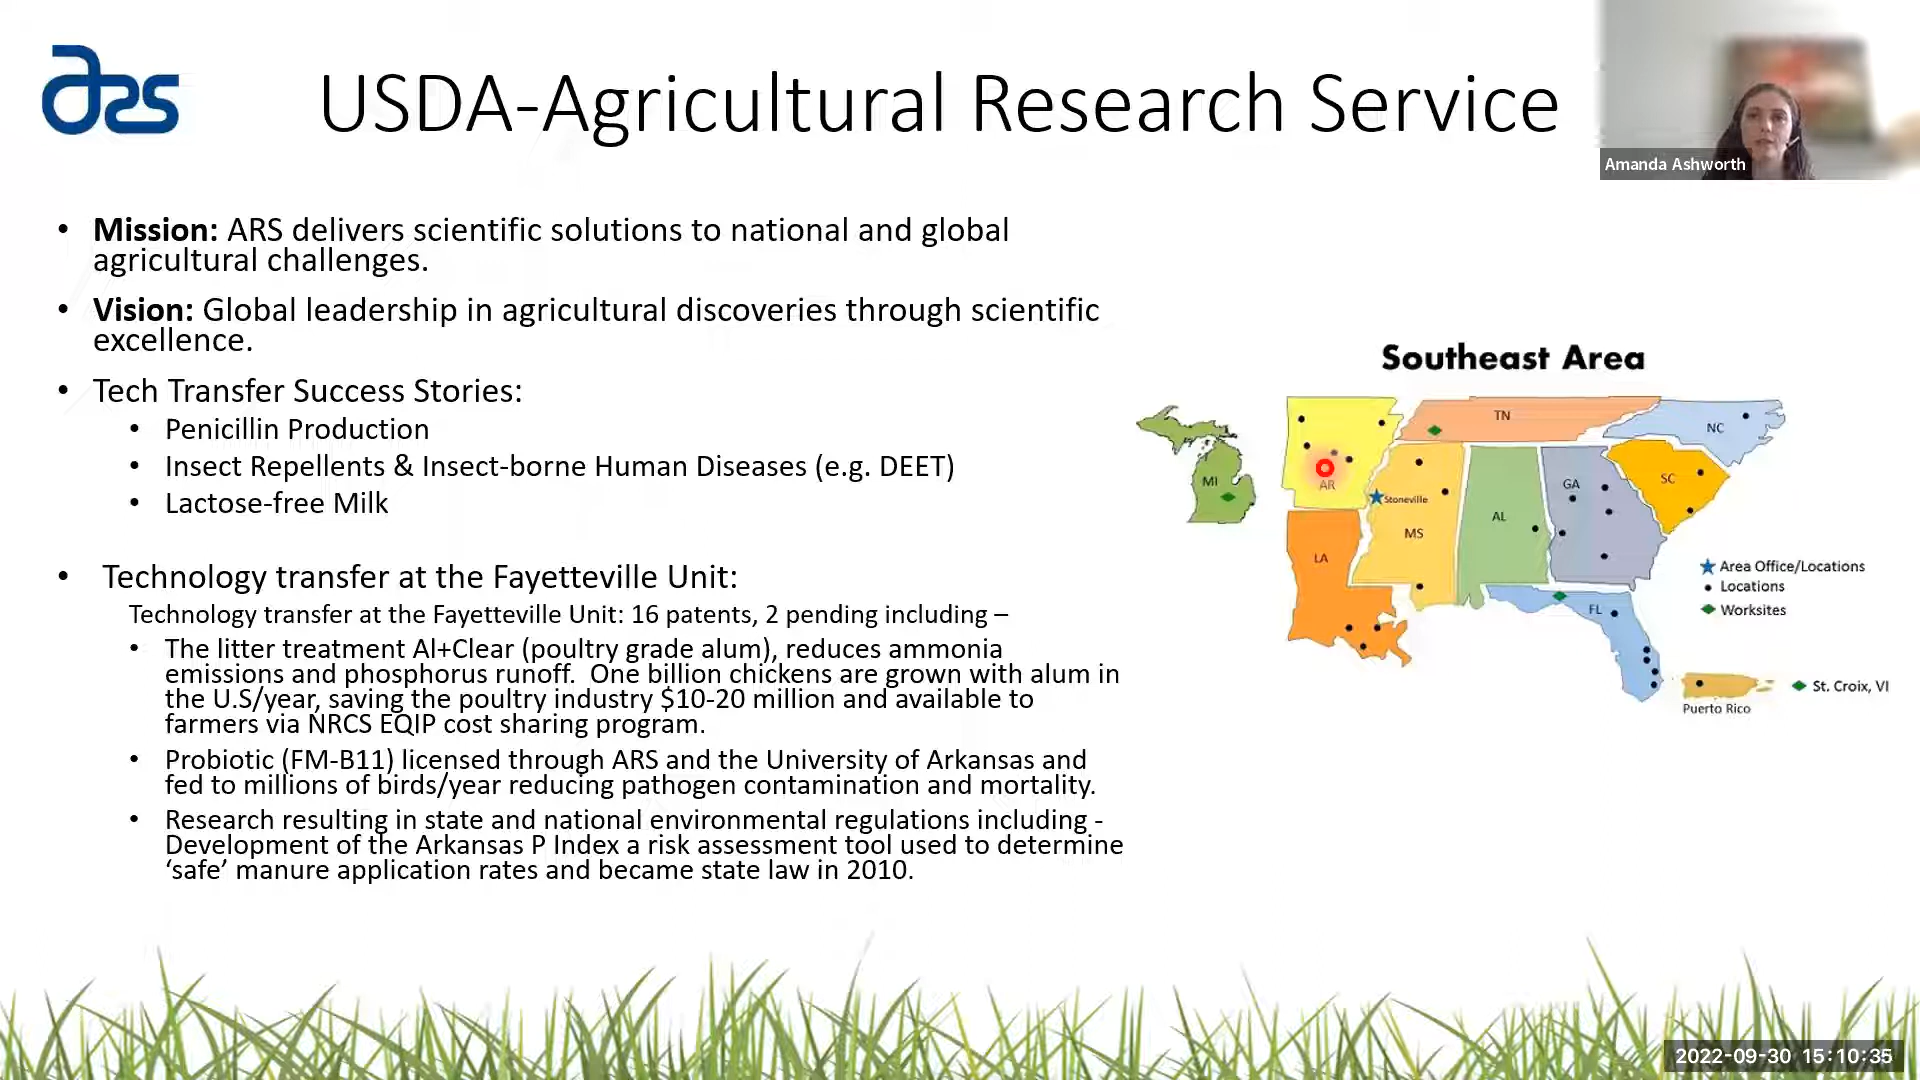 ars
USDA-Agricultural Research Service
Amanda Ashworth
• Mission: ARS delivers scientific solutions to national and global
agricultural challenges.
• Vision: Global leadership in agricultural discoveries through scientific
excellence.
• Tech Transfer Success Stories:
• Penicillin Production
• Insect Repellents & Insect-borne Human Diseases (e.g. DEET)
• Lactose-free Milk
• Technology transfer at the Fayetteville Unit:
Technology transfer at the Fayetteville Unit: 16 patents, 2 pending including –
• The litter treatment Al+Clear (poultry grade alum), reduces ammonia
emissions and phosphorus runoff. One billion chickens are grown with alum in
the U.S/year, saving the poultry industry $10-20 million and available to
farmers via NRCS EQIP cost sharing program.
• Probiotic (FM-B11) licensed through ARS and the University of Arkansas and
fed to millions of birds/year reducing pathogen contamination and mortality.
• Research resulting in state and national environmental regulations including -
Development of the Arkansas P Index a risk assessment tool used to determine
‘safe’ manure application rates and became state law in 2010.
Southeast Area
TN
NC
MI
AR
Stoneville
GA
SC
AL
MS
LA
FL
Area Office/Locations
Locations
Worksites
St. Croix, VI
Puerto Rico
2022-09-30 15:10:35